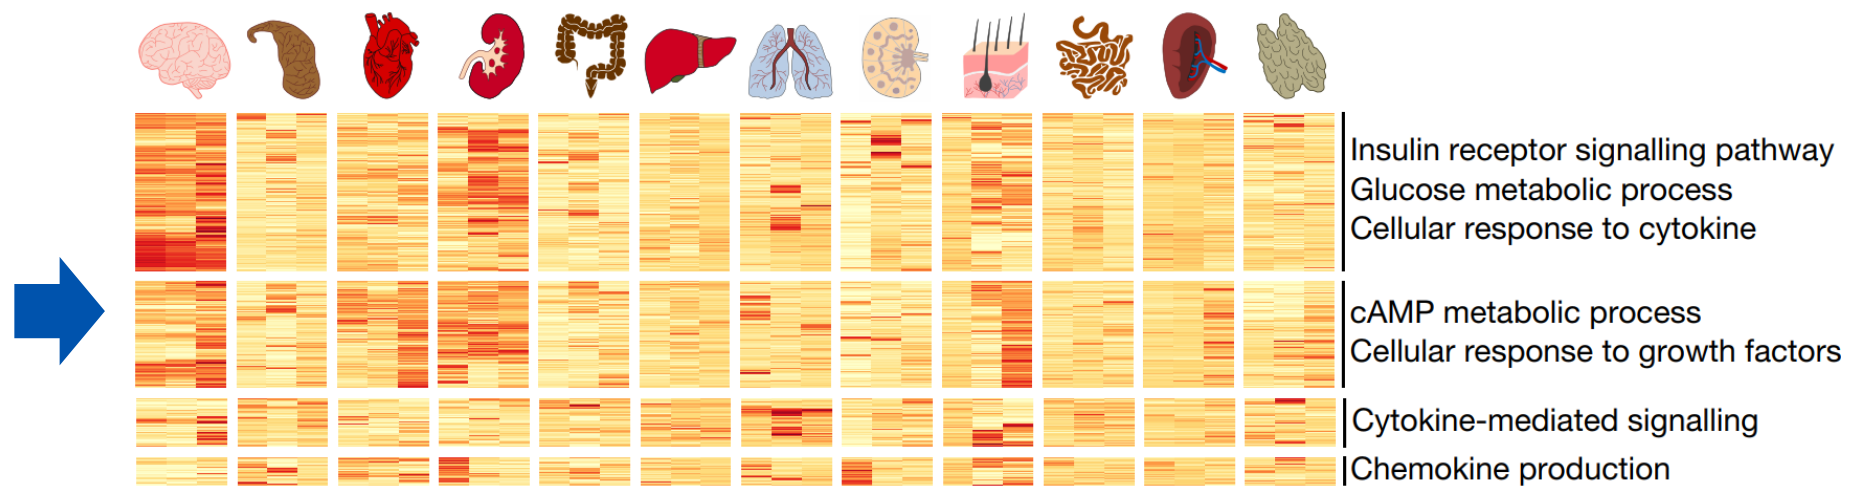 Insulin receptor signalling pathway
Glucose metabolic process
Cellular response to cytokine
cAMP metabolic process
Cellular response to growth factors
Cytokine-mediated signalling
Chemokine production